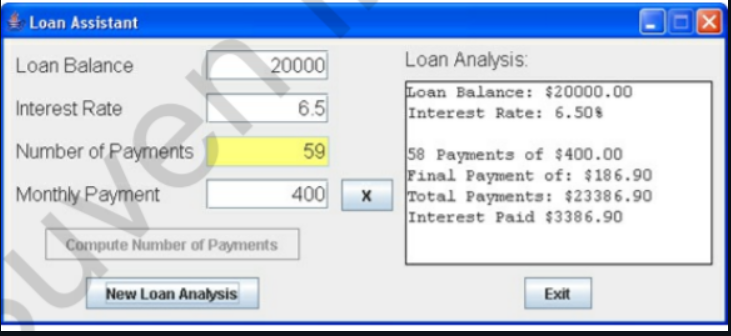 Loan Assistant
Loan Balance 20000
Interest Rate 6.5
Number of Payments 59
Monthly Payment 400 X
Compute Number of Payments
New Loan Analysis
Loan Analysis:
Loan Balance: $20000.00
Interest Rate: 6.50%
58 Payments of $400.00
Final Payment of: $186.90
Total Payments: $23386.90
Interest Paid $3386.90
Exit